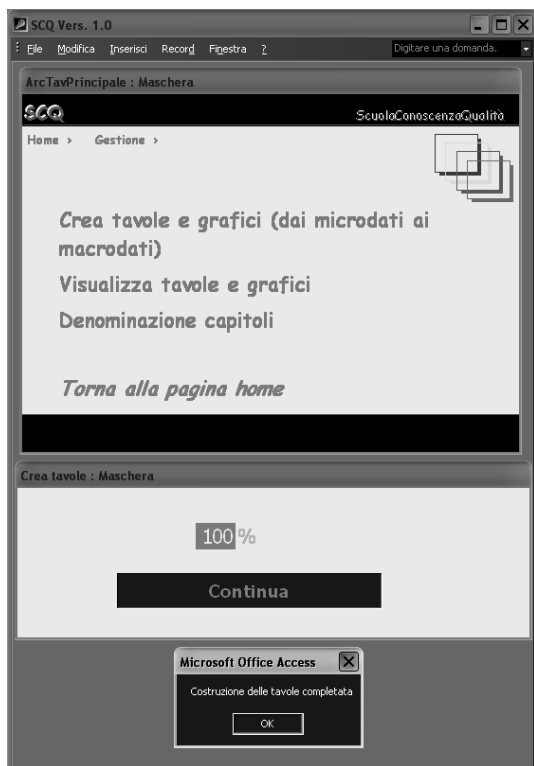 SCQ Vers. 1.0
File Modifica Inserisci Record Finestra ? Digitare una domanda.
ArcTavPrincipale : Maschera
SCQ ScuolaConoscenzaQualità
Home > Gestione >
Crea tavole e grafici (dai microdati ai
macrodati)
Visualizza tavole e grafici
Denominazione capitoli
Torna alla pagina home
Crea tavole : Maschera
100%
Continua
Microsoft Office Access
Costruzione delle tavole completata
OK